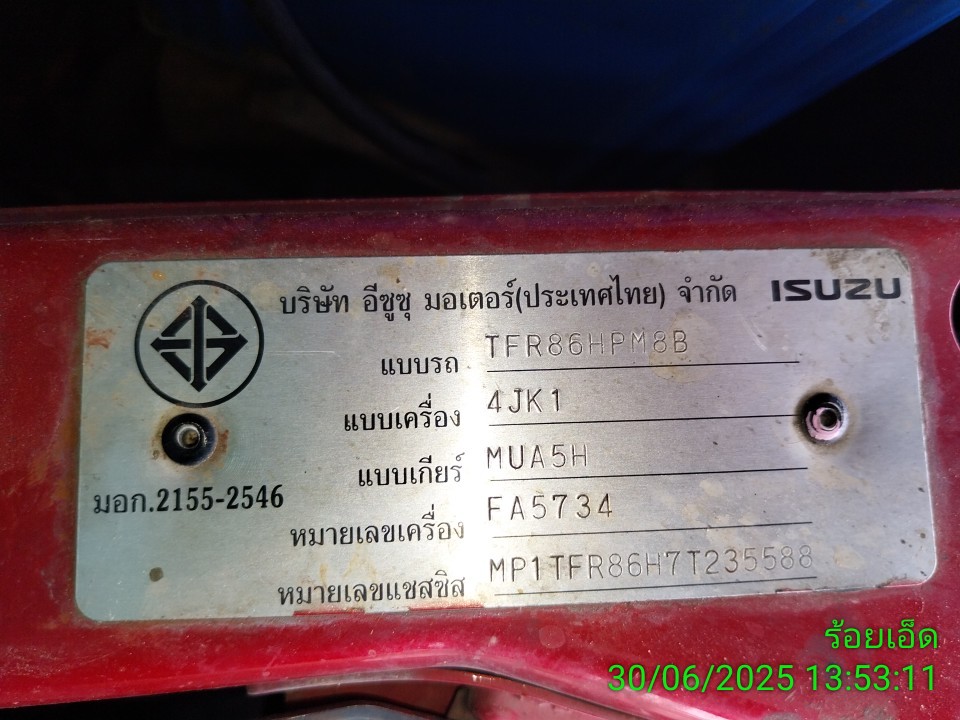 บริษัท อีซูซุ มอเตอร์(ประเทศไทย) จำกัด ISUZU
แบบรถ TFR86HPM8B
แบบเครื่อง 4JK1
แบบเกียร์ MUA5H
มอก.2155-2546
หมายเลขเครื่อง FA5734
หมายเลขแชสซิส MP1TFR86H7T235588
ร้อยเอ็ด
30/06/2025 13:53:11